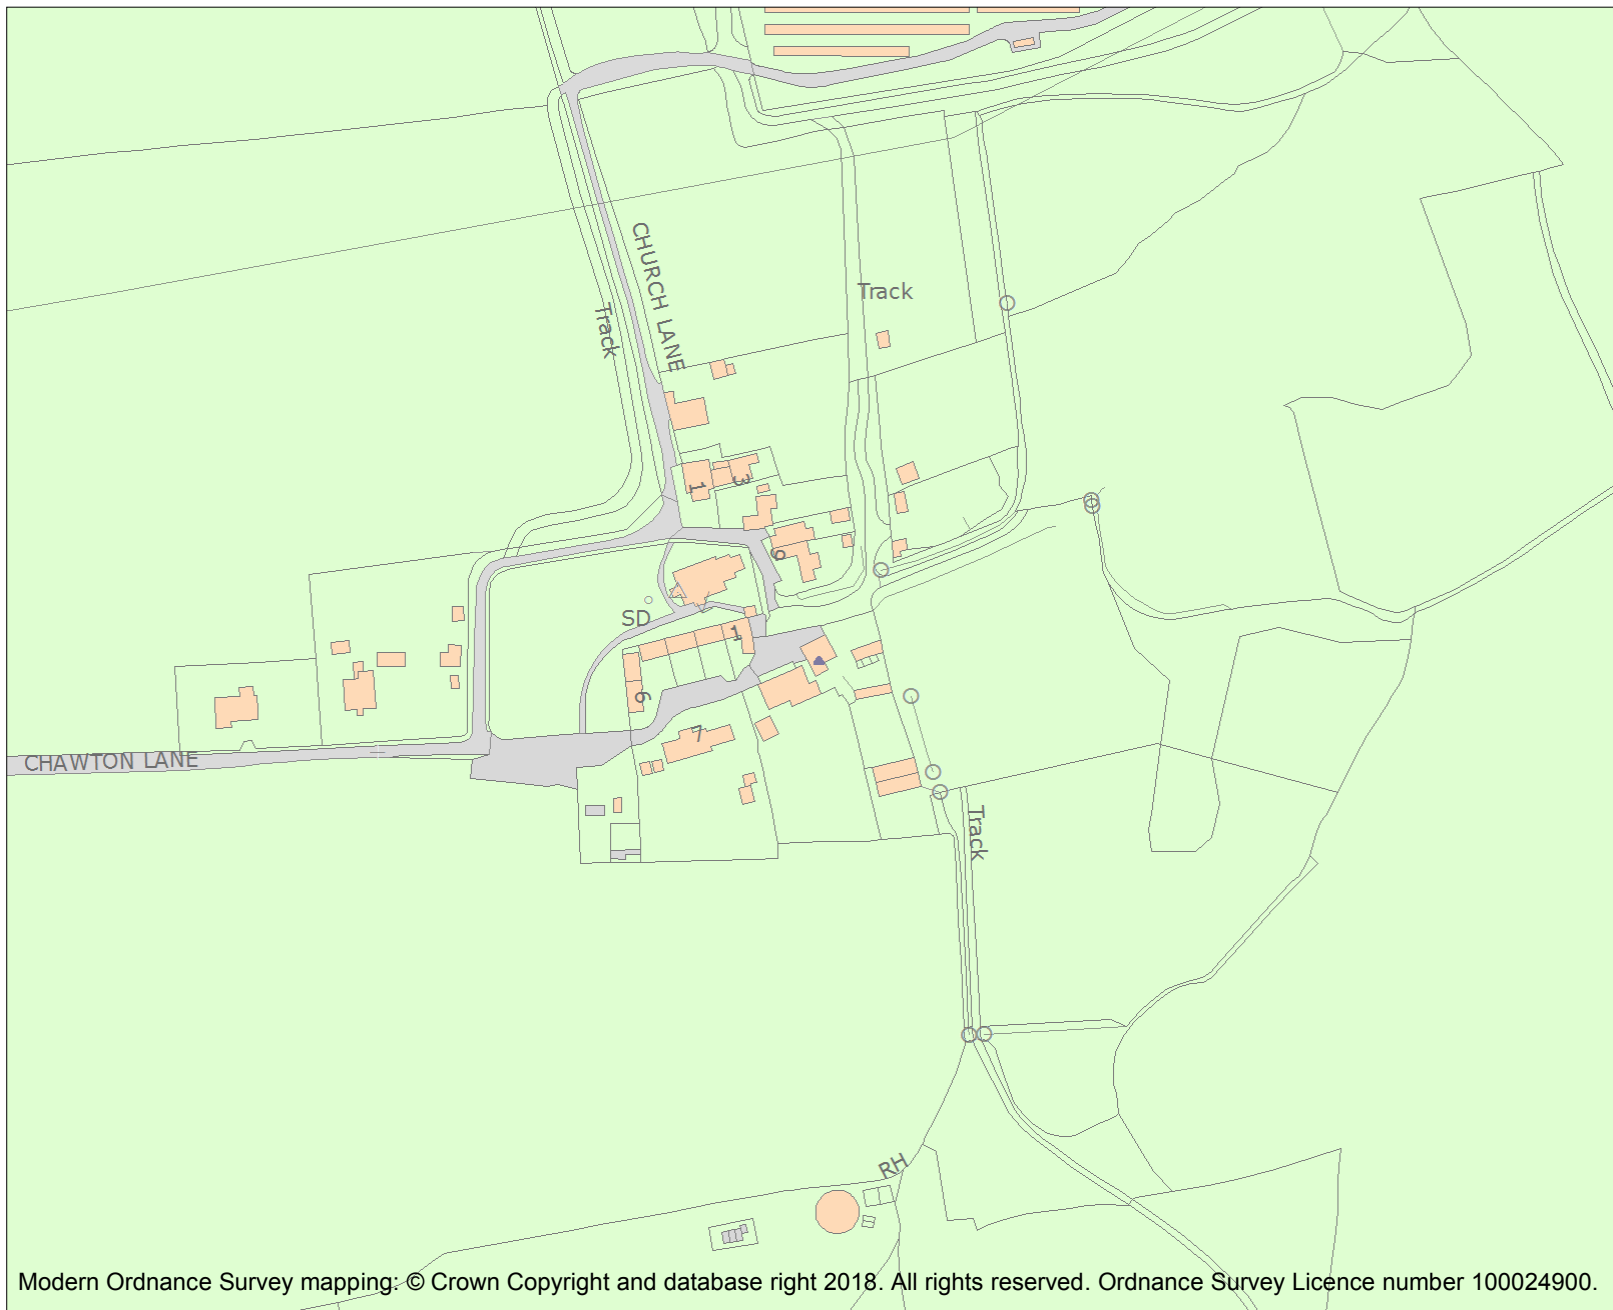 CHURCH LANE
Track
Track
1
3
9
SD
1
6
7
CHAWTON LANE
Track
RH
Modern Ordnance Survey mapping: © Crown Copyright and database right 2018. All rights reserved. Ordnance Survey Licence number 100024900.